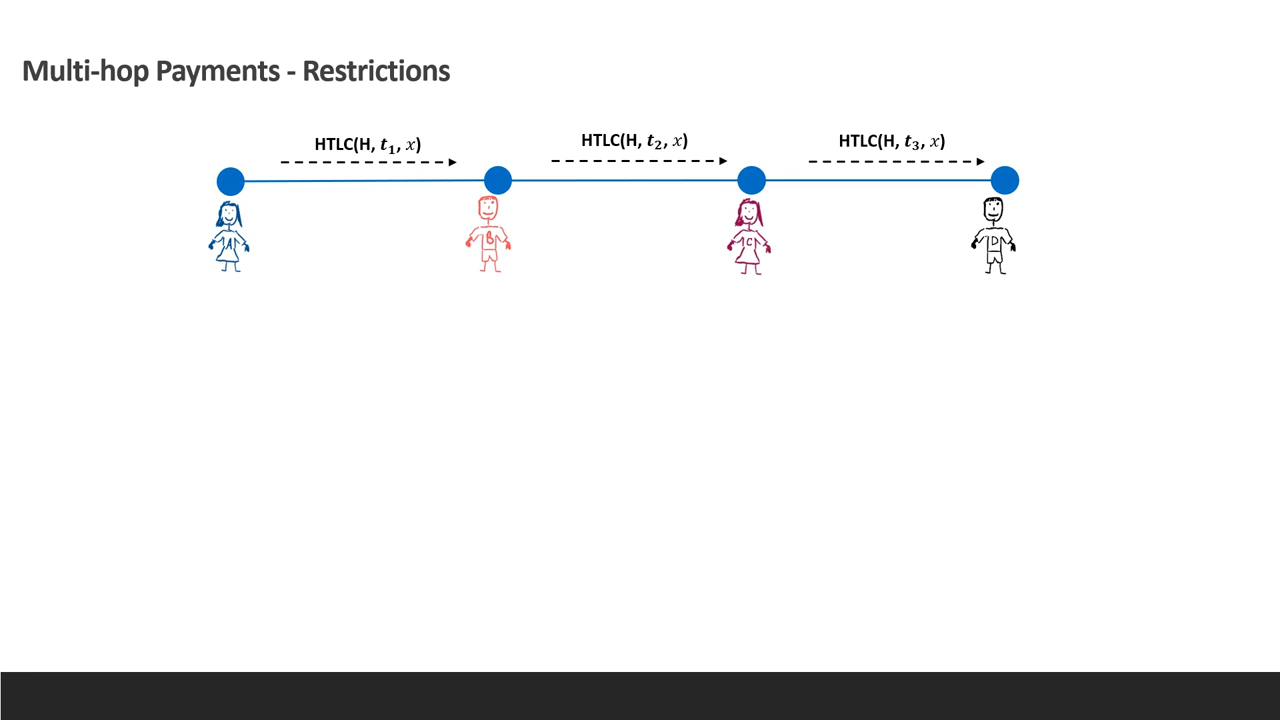 Multi-hop Payments - Restrictions
HTLC(H, t₁, x)
HTLC(H, t₂, x)
HTLC(H, t₃, x)
A
B
C
D